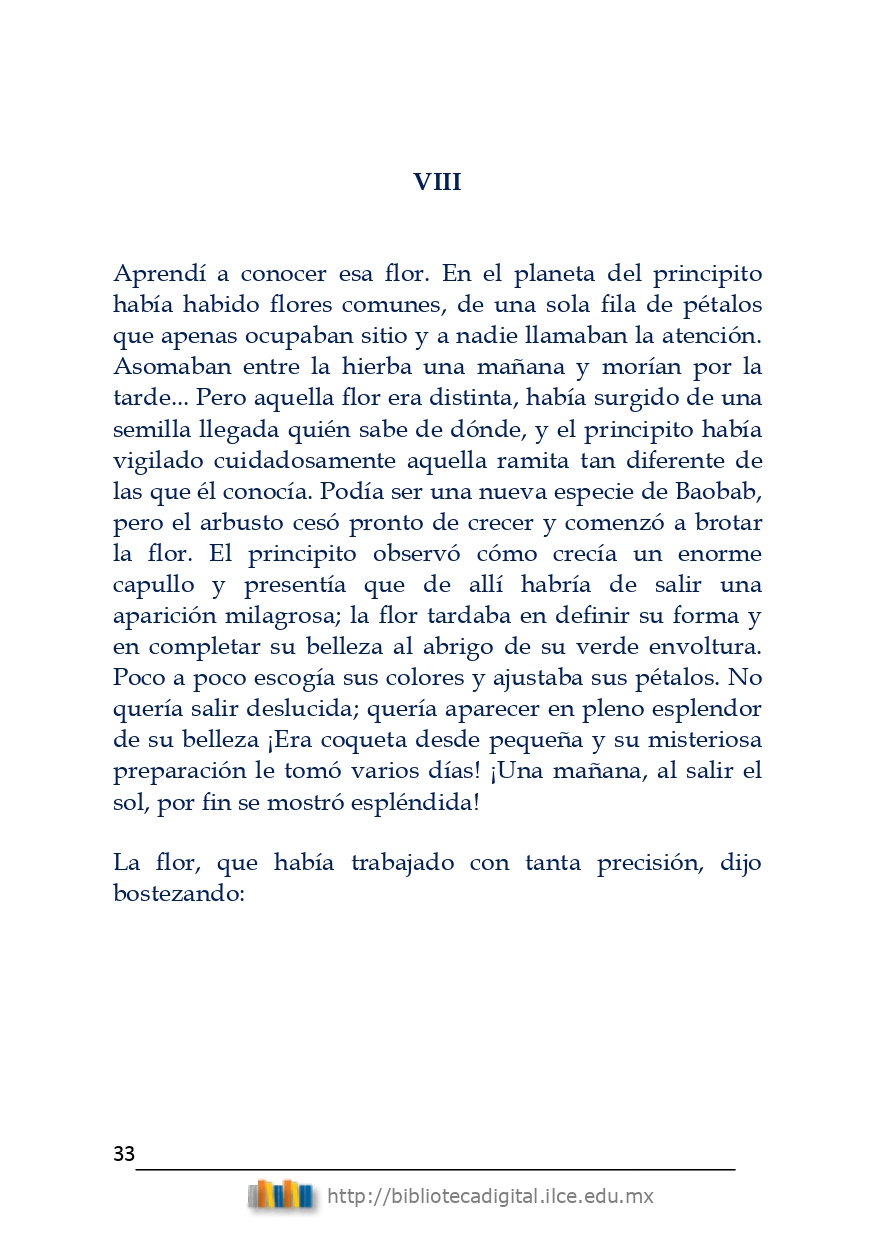 VIII
Aprendí a conocer esa flor. En el planeta del principito
había habido flores comunes, de una sola fila de pétalos
que apenas ocupaban sitio y a nadie llamaban la atención.
Asomaban entre la hierba una mañana y morían por la
tarde... Pero aquella flor era distinta, había surgido de una
semilla llegada quién sabe de dónde, y el principito había
vigilado cuidadosamente aquella ramita tan diferente de
las que él conocía. Podía ser una nueva especie de Baobab,
pero el arbusto cesó pronto de crecer y comenzó a brotar
la flor. El principito observó cómo crecía un enorme
capullo y presentía que de allí habría de salir una
aparición milagrosa; la flor tardaba en definir su forma y
en completar su belleza al abrigo de su verde envoltura.
Poco a poco escogía sus colores y ajustaba sus pétalos. No
quería salir deslucida; quería aparecer en pleno esplendor
de su belleza ¡Era coqueta desde pequeña y su misteriosa
preparación le tomó varios días! ¡Una mañana, al salir el
sol, por fin se mostró espléndida!
La flor, que había trabajado con tanta precisión, dijo
bostezando:
33
http://bibliotecadigital.ilce.edu.mx